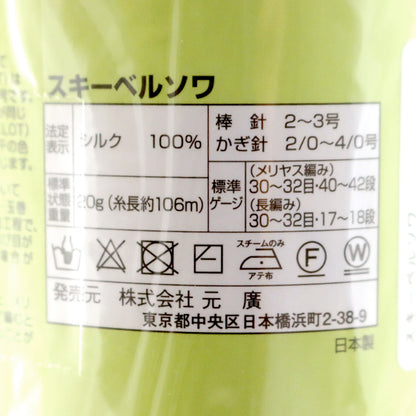 スキーベルソワ
法定
表示
シルク 100%
棒 針 2〜3号
かぎ針 2/0〜4/0号
標準
状態
重量
20g(糸長約106m)
標準
ゲージ
(メリヤス編み)
30〜32目・40〜42段
(長編み)
30〜32目・17〜18段
スチームのみ
アテ布
F
W
発売元 株式会社 元 廣
東京都中央区日本橋浜町2-38-9
日本製